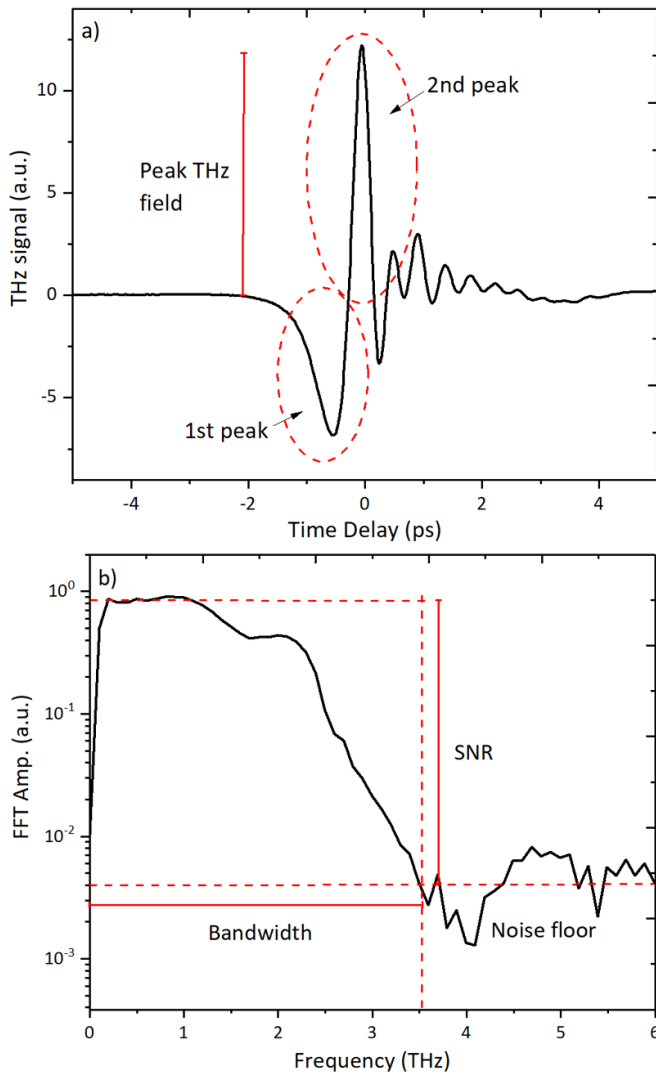 a)
10
5
0
-5
THz signal (a.u.)
2nd peak
Peak THz
field
1st peak
-4
-2
0
2
4
Time Delay (ps)
b)
10⁰
10⁻¹
10⁻²
10⁻³
FFT Amp. (a.u.)
SNR
Bandwidth
Noise floor
0
1
2
3
4
5
6
Frequency (THz)